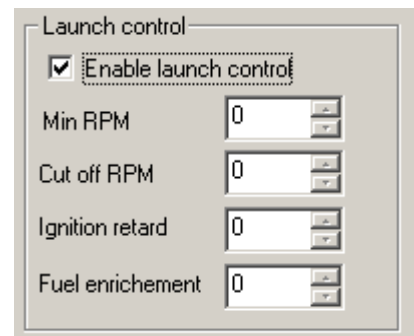 Launch control
Enable launch control
Min RPM 0
Cut off RPM 0
Ignition retard 0
Fuel enrichement 0